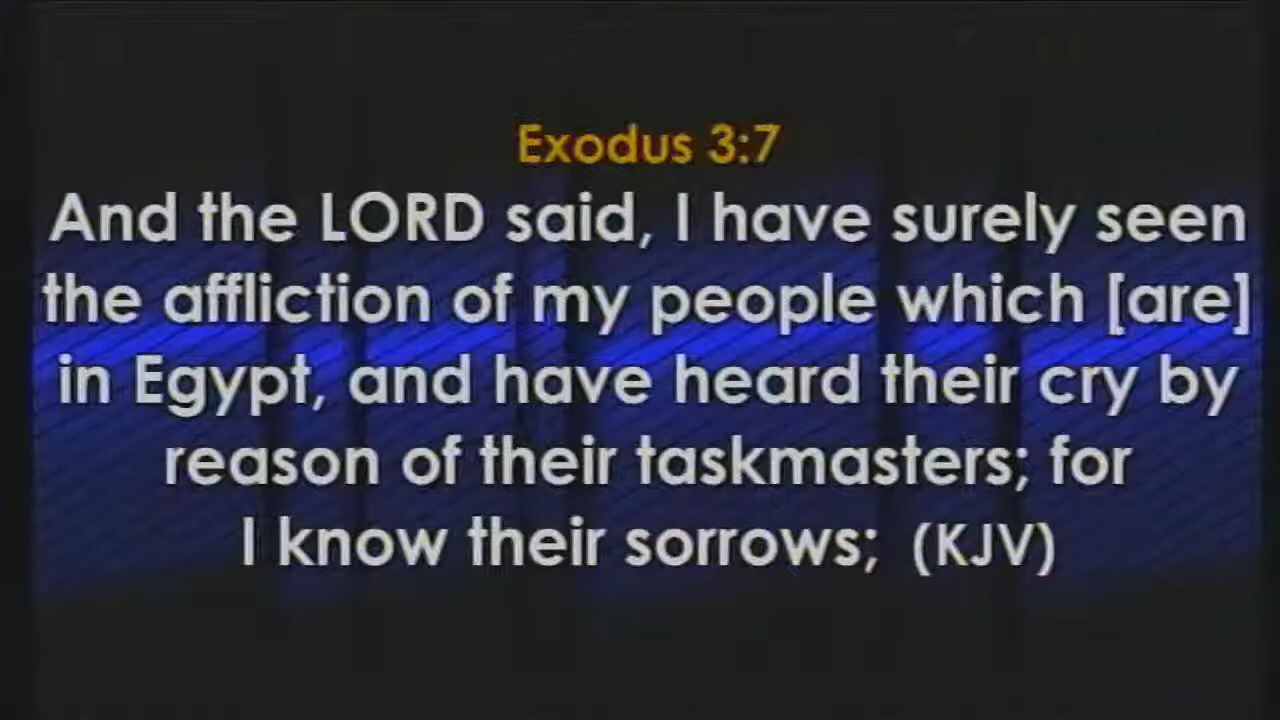 Exodus 3:7
And the LORD said, I have surely seen
the affliction of my people which [are]
in Egypt, and have heard their cry by
reason of their taskmasters; for
I know their sorrows; (KJV)